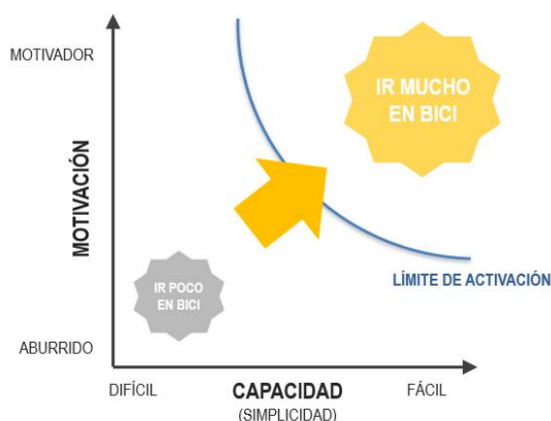 MOTIVADOR
IR MUCHO
EN BICI
MOTIVACIÓN
LÍMITE DE ACTIVACIÓN
IR POCO
EN BICI
ABURRIDO
DIFÍCIL
CAPACIDAD
(SIMPLICIDAD)
FÁCIL